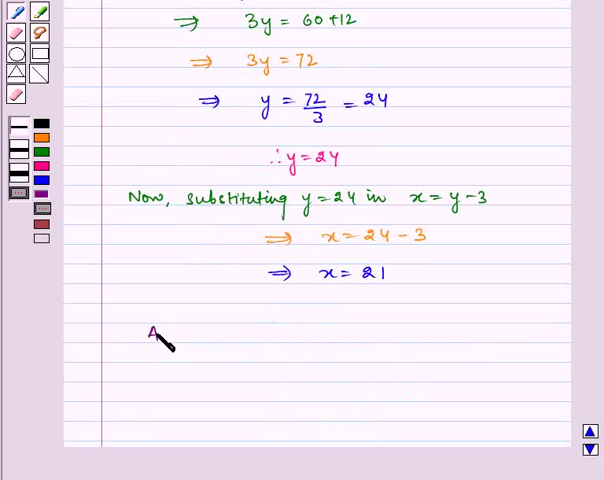 ⇒ 3y = 60+12
⇒ 3y = 72
⇒ y = 72/3 = 24
∴ y = 24
Now, substituting y = 24 in x = y - 3
⇒ x = 24 - 3
⇒ x = 21
A